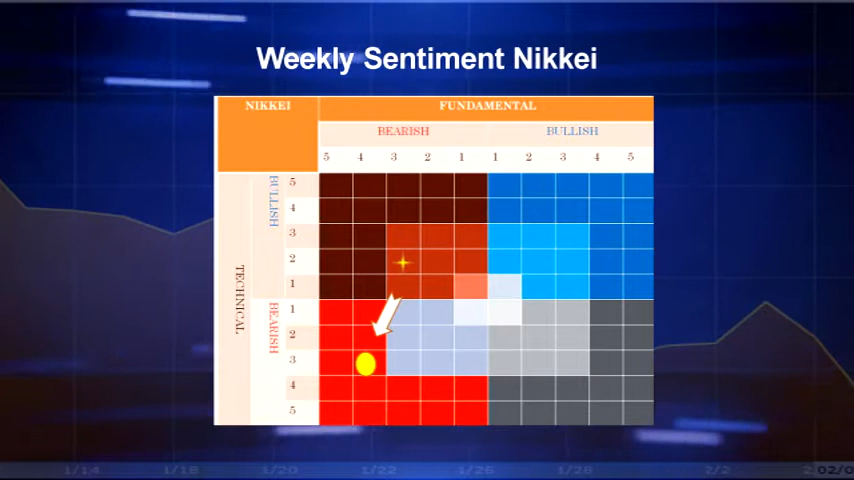 Weekly Sentiment Nikkei
NIKKEI
FUNDAMENTAL
BEARISH
BULLISH
5 4 3 2 1 1 2 3 4 5
TECHNICAL
BULLISH
5
4
3
2
1
BEARISH
1
2
3
4
5
1/14 1/18 1/20 1/22 1/26 1/28 2/2 02/0